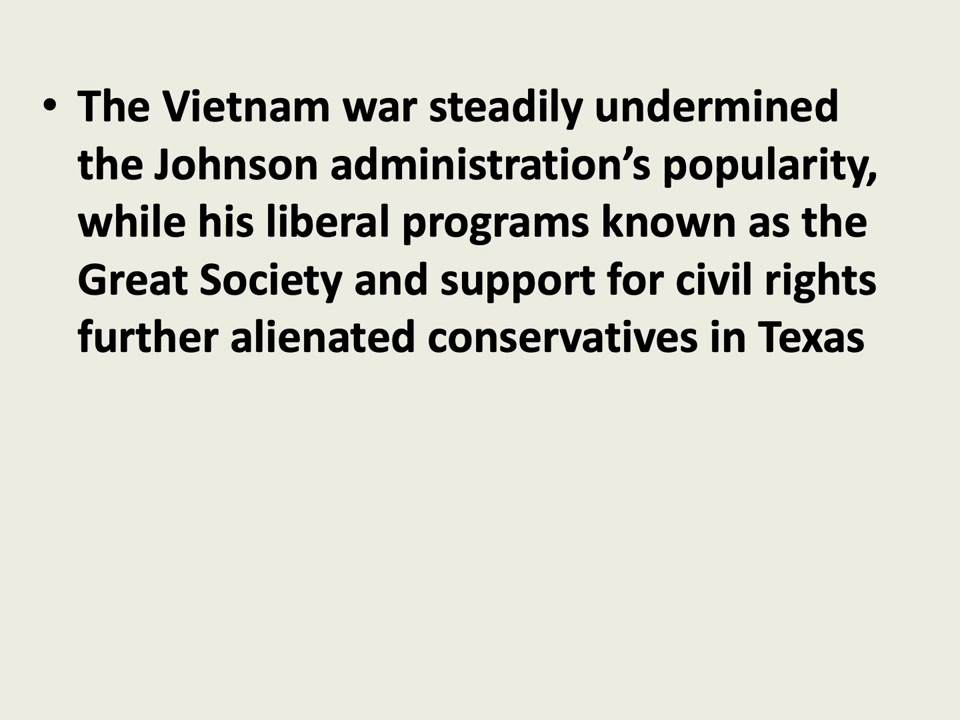 • The Vietnam war steadily undermined
the Johnson administration’s popularity,
while his liberal programs known as the
Great Society and support for civil rights
further alienated conservatives in Texas